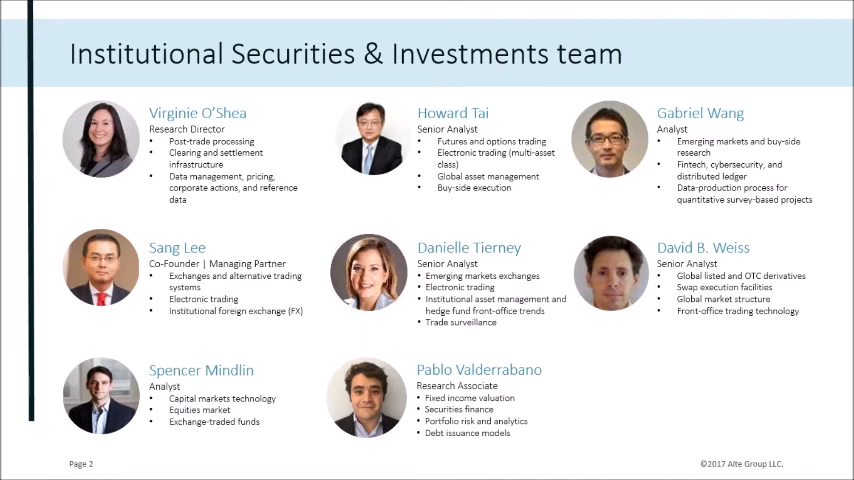 Institutional Securities & Investments team
Virginie O'Shea
Research Director
• Post-trade processing
• Clearing and settlement
infrastructure
• Data management, pricing,
corporate actions, and reference
data
Howard Tai
Senior Analyst
• Futures and options trading
• Electronic trading (multi-asset
class)
• Global asset management
• Buy-side execution
Gabriel Wang
Analyst
• Emerging markets and buy-side
research
• Fintech, cybersecurity, and
distributed ledger
• Data-production process for
quantitative survey-based projects
Sang Lee
Co-Founder | Managing Partner
• Exchanges and alternative trading
systems
• Electronic trading
• Institutional foreign exchange (FX)
Danielle Tierney
Senior Analyst
• Emerging markets exchanges
• Electronic trading
• Institutional asset management and
hedge fund front-office trends
• Trade surveillance
David B. Weiss
Senior Analyst
• Global listed and OTC derivatives
• Swap execution facilities
• Global market structure
• Front-office trading technology
Spencer Mindlin
Analyst
• Capital markets technology
• Equities market
• Exchange-traded funds
Pablo Valderrabano
Research Associate
• Fixed income valuation
• Securities finance
• Portfolio risk and analytics
• Debt issuance models
Page 2
©2017 Aite Group LLC.